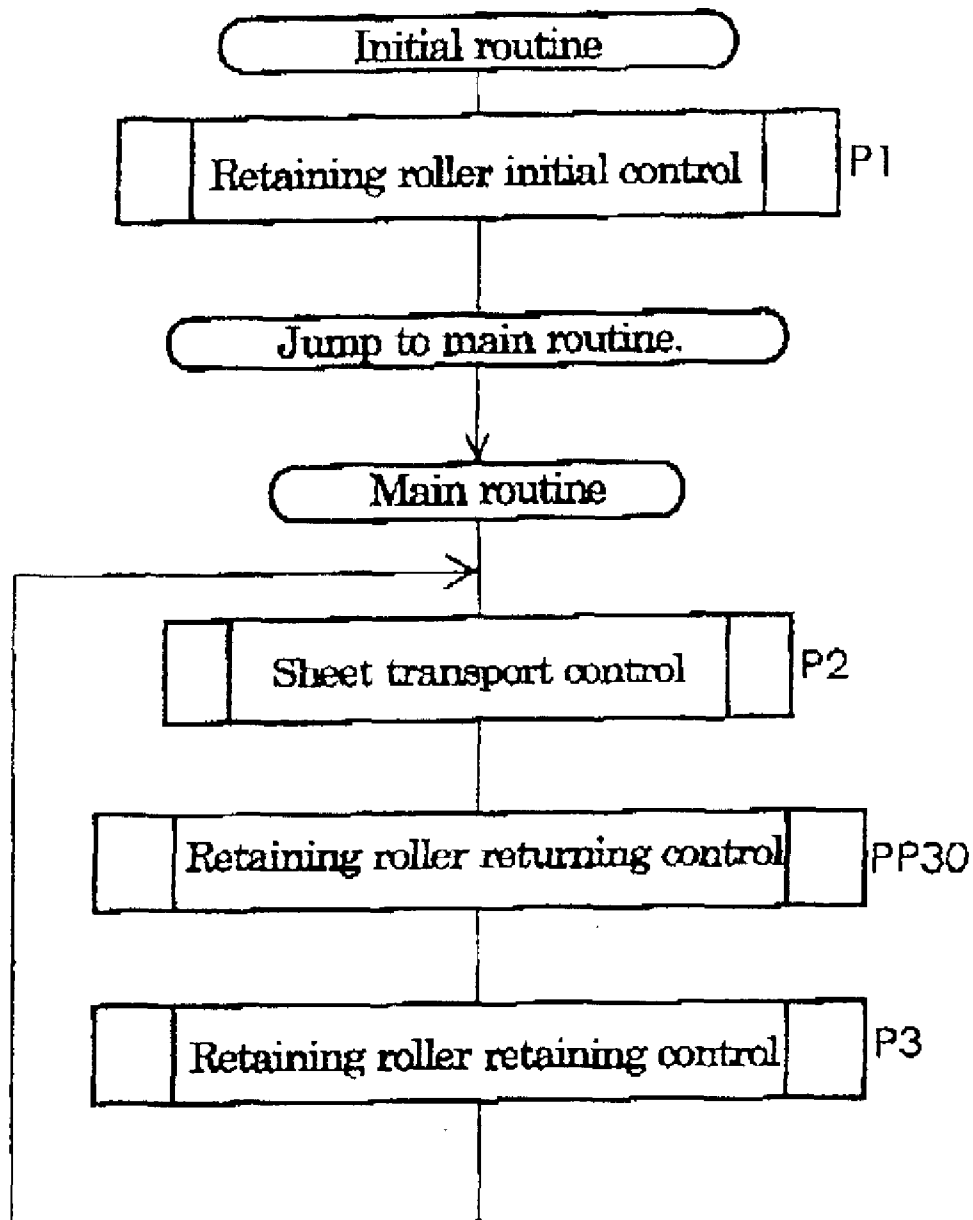 Initial routine
Retaining roller initial control
P1
Jump to main routine.
Main routine
Sheet transport control
P2
Retaining roller returning control
PP30
Retaining roller retaining control
P3